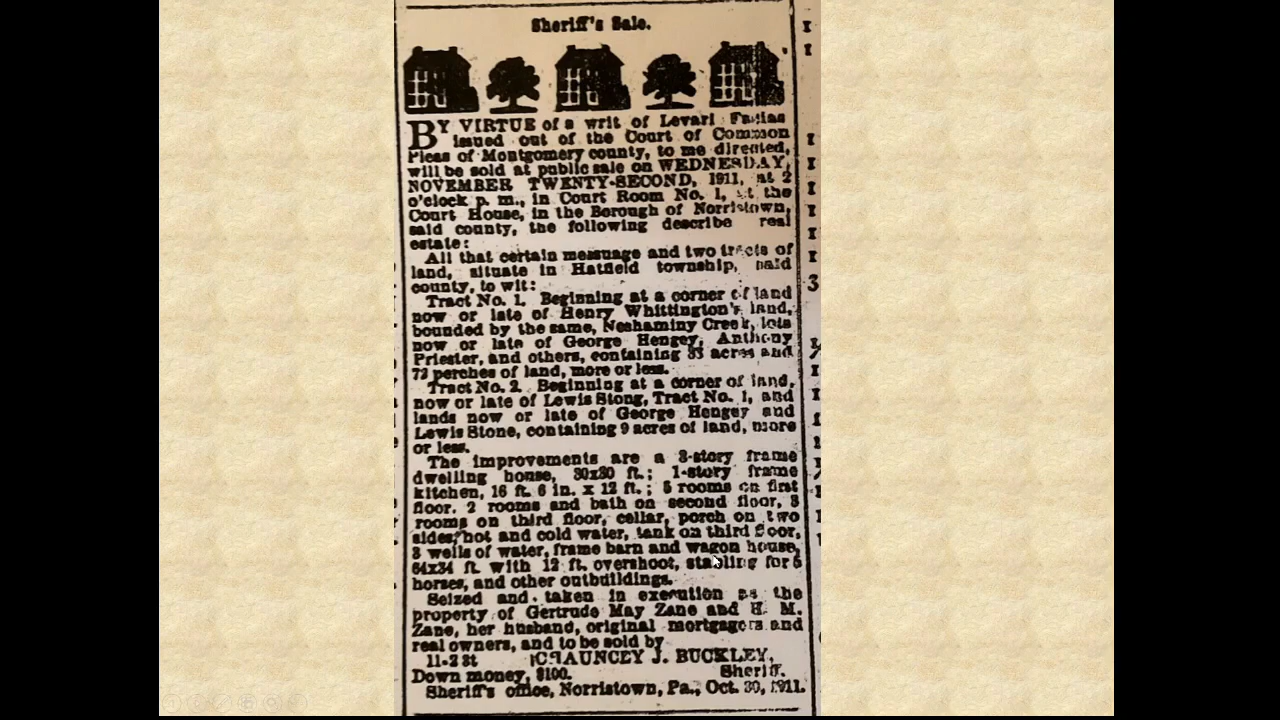 Sheriff's Sale.
BY VIRTUE of a writ of Levari Facias
issued out of the Court of Common
Pleas of Montgomery county, to me directed,
will be sold at public sale on WEDNESDAY,
NOVEMBER TWENTY-SECOND, 1911, at 2
o'clock p. m., in Court Room No. 1, at the
Court House, in the Borough of Norristown,
said county, the following describe real
estate:
All that certain messuage and two tracts of
land, situate in Hatfield township, said
county, to wit:
Tract No. 1. Beginning at a corner of land
now or late of Henry Whittington's land,
bounded by the same, Neshaminy Creek, lots
now or late of George Hengey, Anthony
Priester, and others, containing 33 acres and
72 perches of land, more or less.
Tract No. 2. Beginning at a corner of land,
now or late of Lewis Stong, Tract No. 1, and
lands now or late of George Hengey and
Lewis Stone, containing 9 acres of land, more
or less.
The improvements are a 3-story frame
dwelling house, 30x30 ft.; 1-story frame
kitchen, 16 ft. 6 in. x 12 ft.; 5 rooms on first
floor, 2 rooms and bath on second floor, 3
rooms on third floor, cellar, porch on two
sides, hot and cold water, tank on third floor,
3 wells of water, frame barn and wagon house,
64x34 ft. with 12 ft. overshoot, stabling for 5
horses, and other outbuildings.
Seized and taken in execution as the
property of Gertrude May Zane and H. M.
Zane, her husband, original mortgagors and
real owners, and to be sold by
11-2 3t CHAUNCEY J. BUCKLEY,
Down money, $100. Sheriff.
Sheriff's office, Norristown, Pa., Oct. 30, 1911.